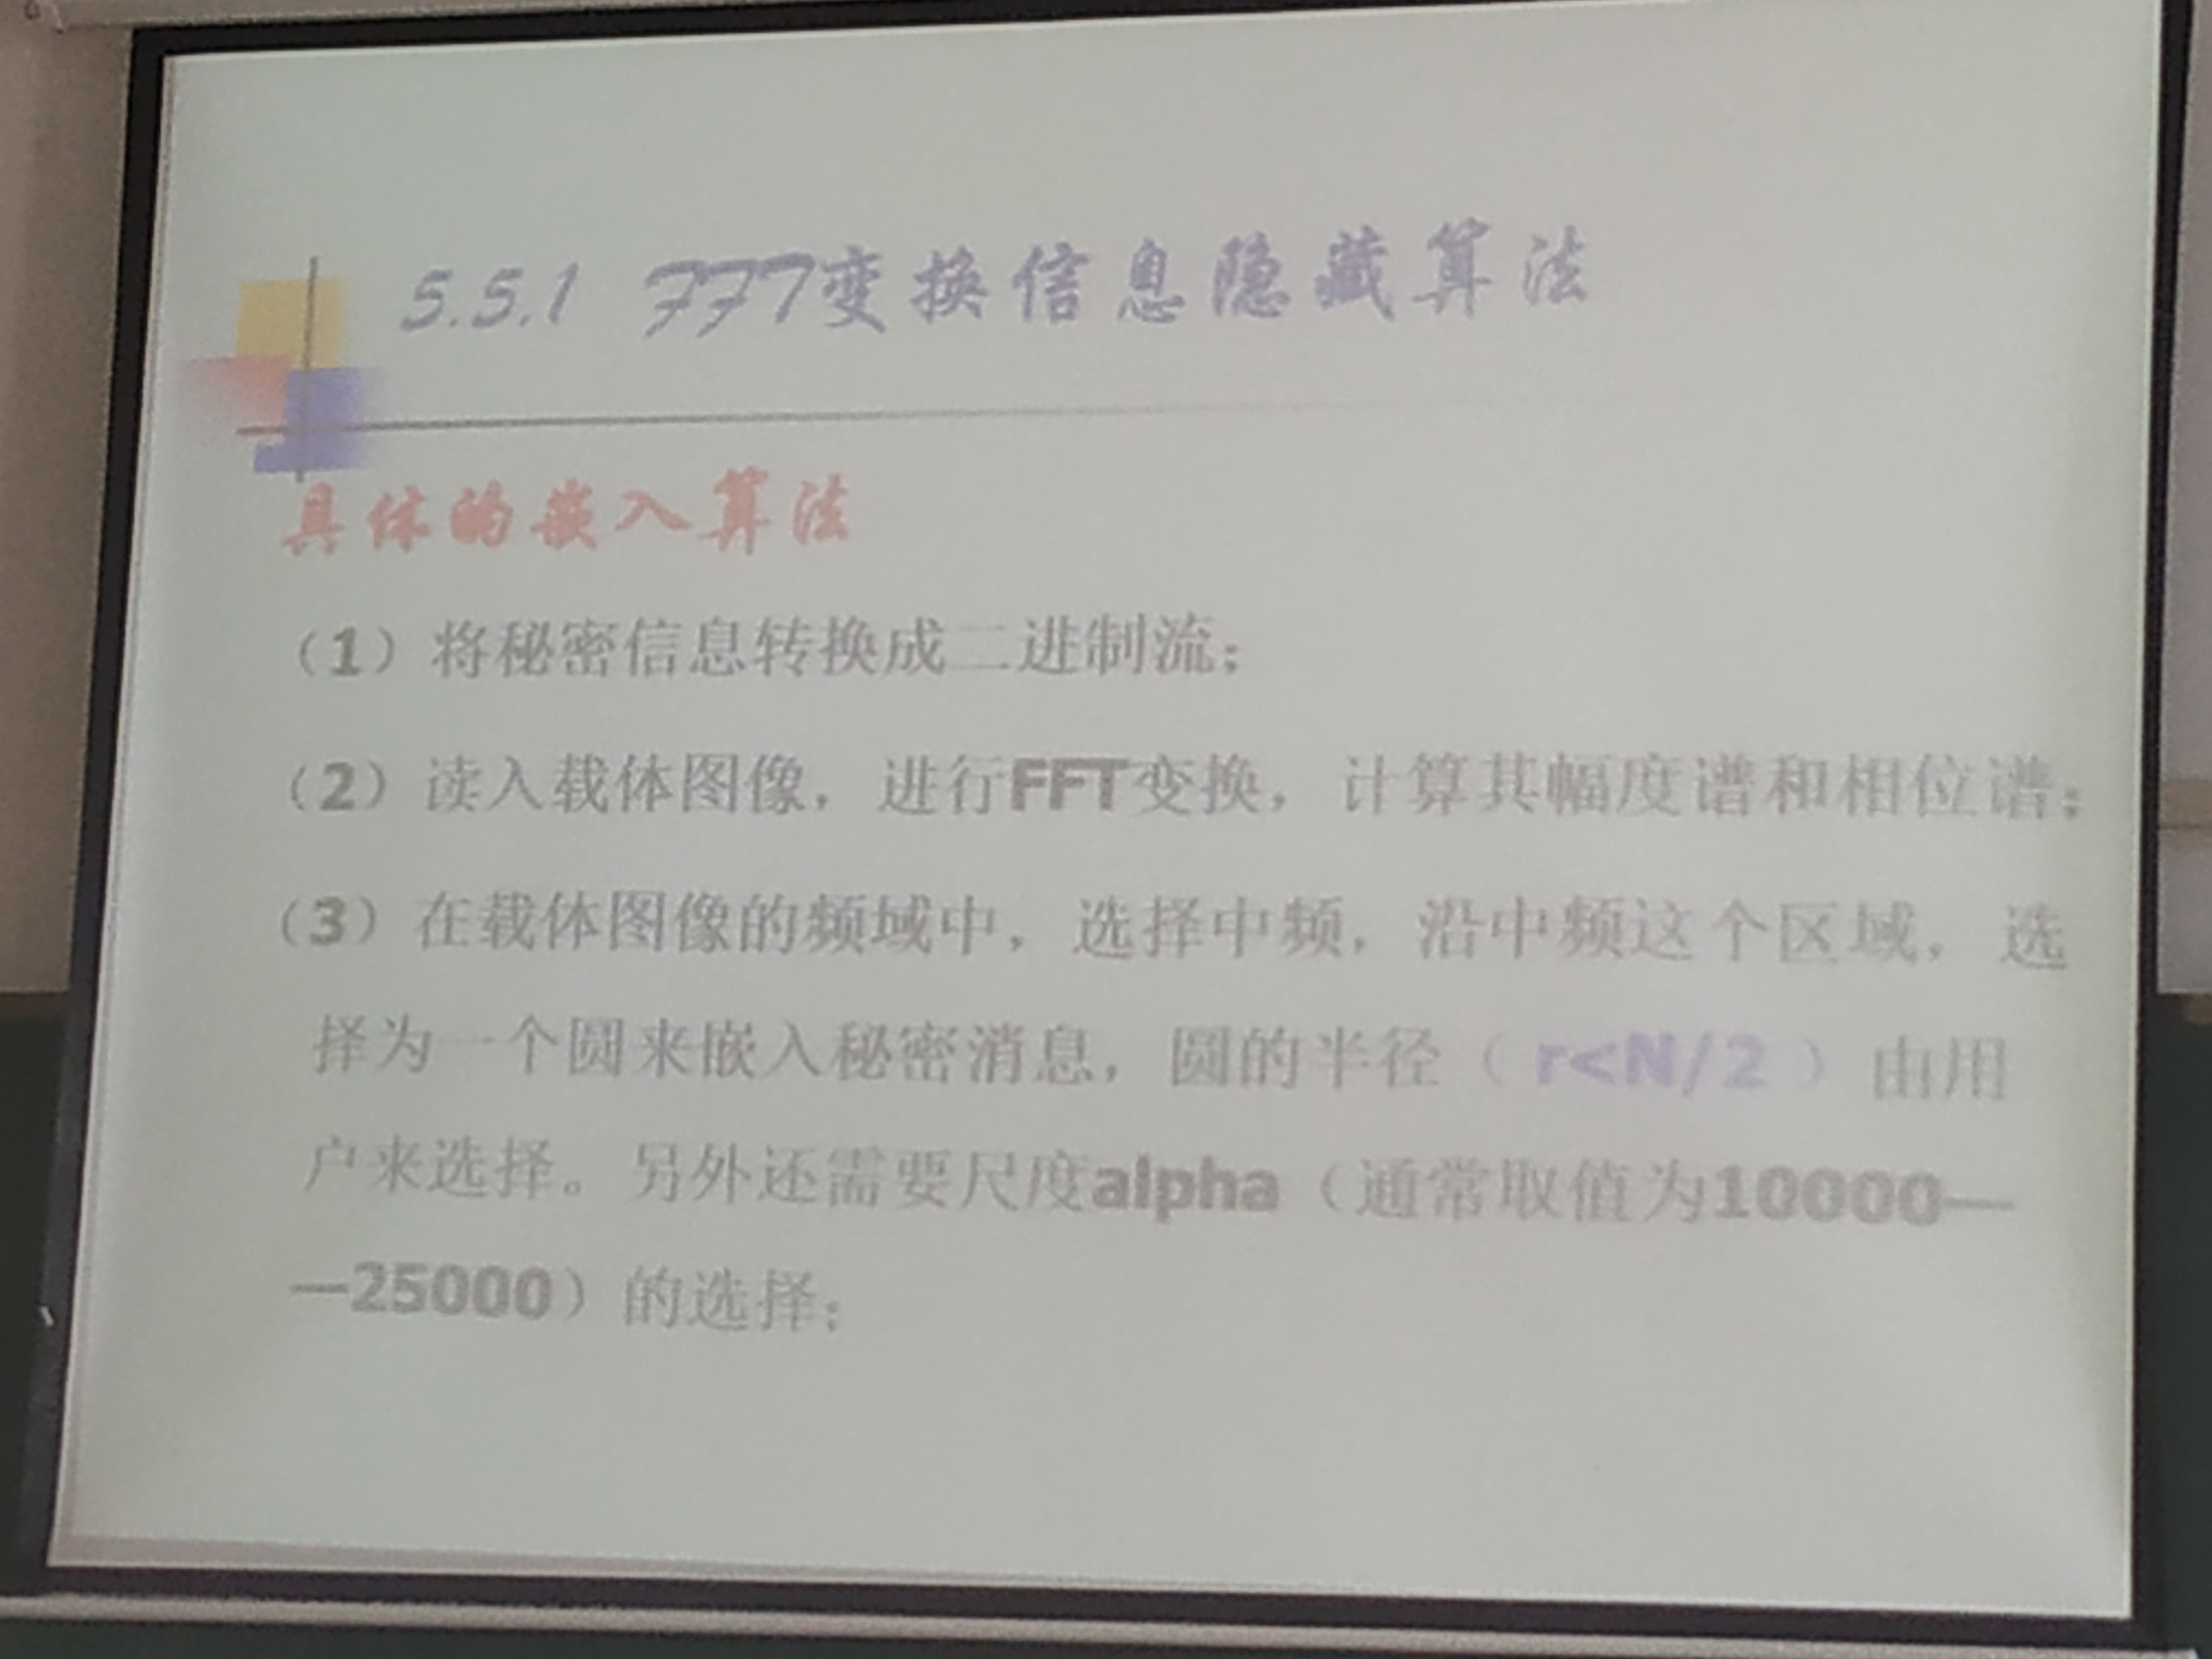 5.5.1 FFT变换信息隐藏算法
具体的嵌入算法
（1）将秘密信息转换成二进制流；
（2）读入载体图像，进行FFT变换，计算其幅度谱和相位谱；
（3）在载体图像的频域中，选择中频，沿中频这个区域，选
择为一个圆来嵌入秘密消息，圆的半径（r<N/2）由用
户来选择。另外还需要尺度alpha（通常取值为10000—
—25000）的选择；